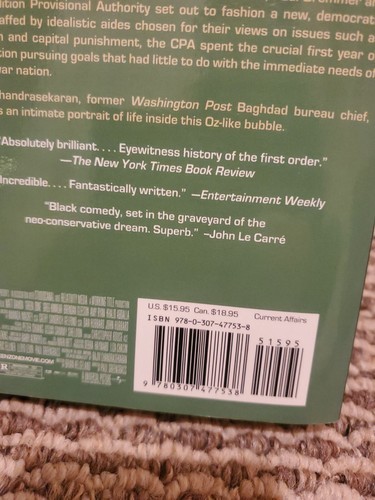 ition Provisional Authority set out to fashion a new, democrat
affed by idealistic aides chosen for their views on issues such a
n and capital punishment, the CPA spent the crucial first year o
tion pursuing goals that had little to do with the immediate needs of
war nation.
handrasekaran, former Washington Post Baghdad bureau chief,
s an intimate portrait of life inside this Oz-like bubble.
"Absolutely brilliant. . . . Eyewitness history of the first order."
—The New York Times Book Review
Incredible. . . . Fantastically written." —Entertainment Weekly
"Black comedy, set in the graveyard of the
neo-conservative dream. Superb." –John Le Carré
U.S. $15.95 Can. $18.95 Current Affairs
ISBN 978-0-307-47753-8
51595
9 780307 477538